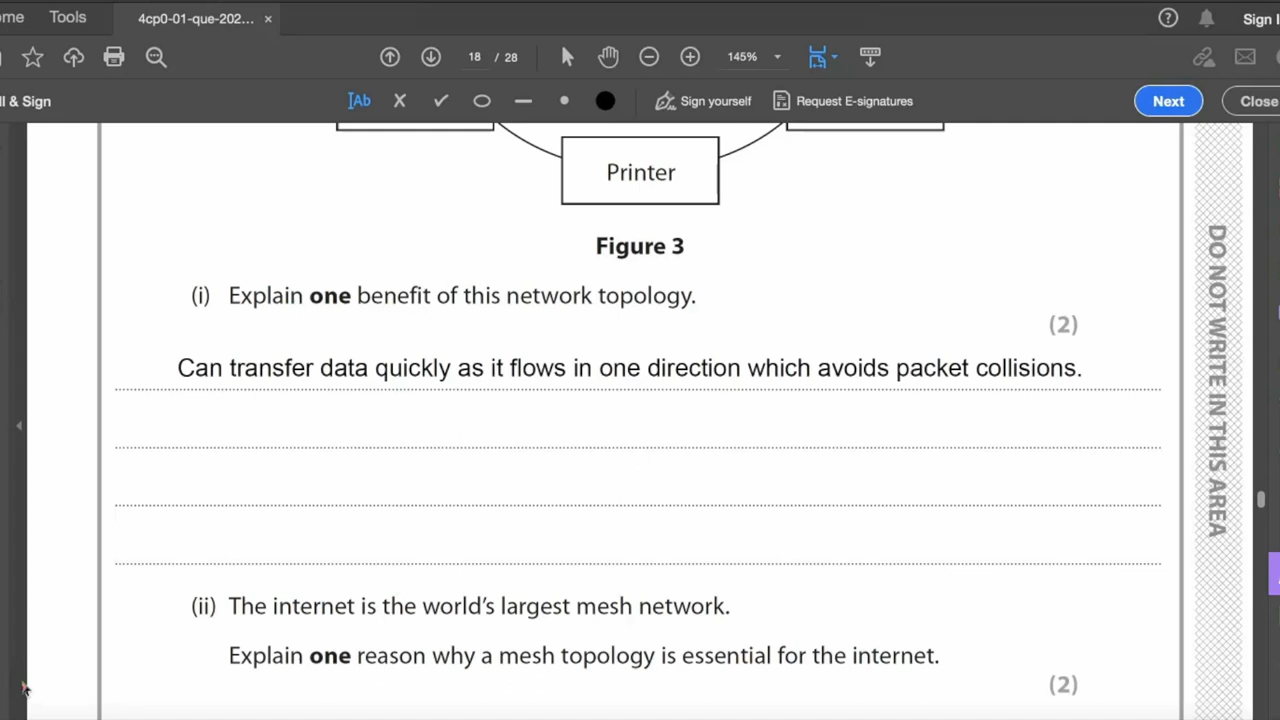 ome Tools 4cp0-01-que-202... × Sign I
18 / 28 145%
ll & Sign Ab Sign yourself Request E-signatures Next Close
Printer
Figure 3
(i) Explain one benefit of this network topology.
(2)
Can transfer data quickly as it flows in one direction which avoids packet collisions.
(ii) The internet is the world's largest mesh network.
Explain one reason why a mesh topology is essential for the internet.
(2)
DO NOT WRITE IN THIS AREA